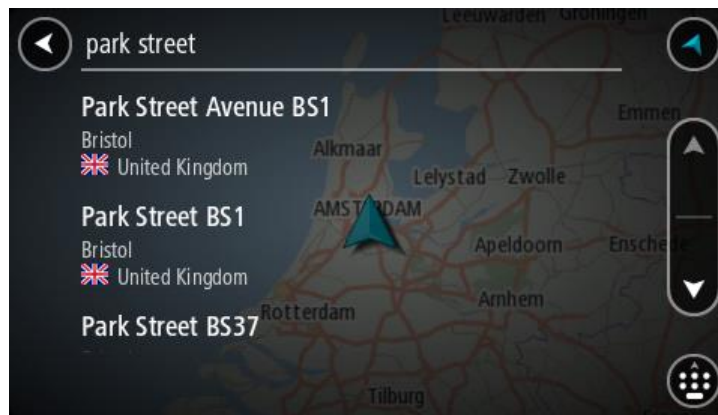 Leeuwarden Groningen
park street
Park Street Avenue BS1
Bristol
United Kingdom
Park Street BS1
Bristol
United Kingdom
Park Street BS37
Emmen
Alkmaar
Lelystad Zwolle
AMSTERDAM
Apeldoorn Enschede
Arnhem
Rotterdam
Tilburg